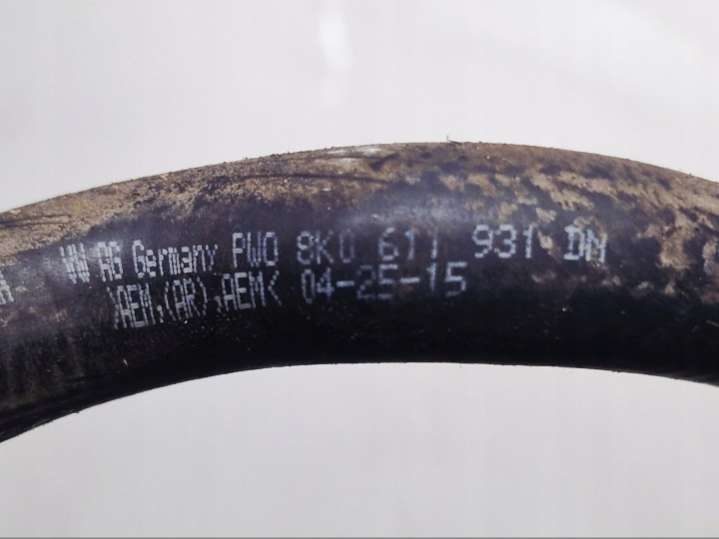 VW AG Germany PWO 8K0 611 931 DN
>AEM,(AR),AEM< 04-25-15